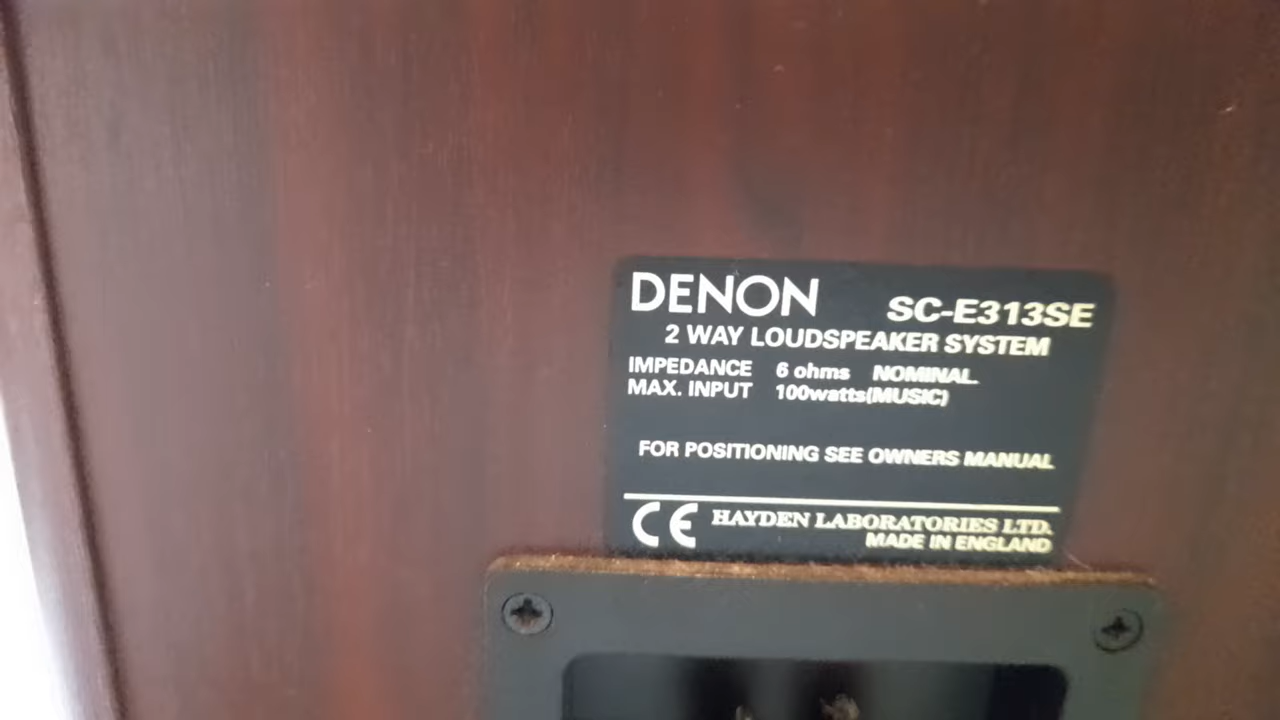 DENON SC-E313SE
2 WAY LOUDSPEAKER SYSTEM
IMPEDANCE 6 ohms NOMINAL.
MAX. INPUT 100watts(MUSIC)
FOR POSITIONING SEE OWNERS MANUAL
CE HAYDEN LABORATORIES LTD.
MADE IN ENGLAND